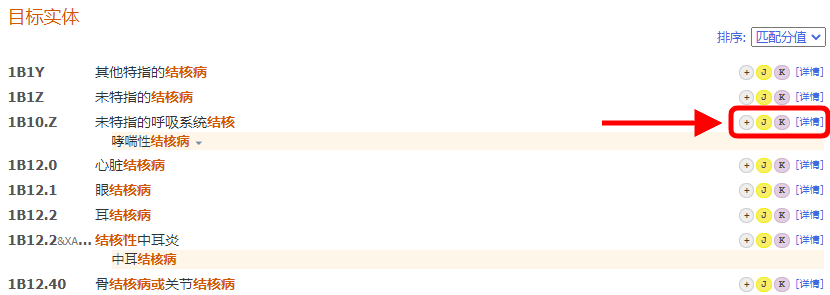 目标实体
排序: 匹配分值
1B1Y 其他特指的结核病 + J K [详情]
1B1Z 未特指的结核病 + J K [详情]
1B10.Z 未特指的呼吸系统结核 + J K [详情]
哮喘性结核病
1B12.0 心脏结核病 + J K [详情]
1B12.1 眼结核病 + J K [详情]
1B12.2 耳结核病 + J K [详情]
1B12.2&XA... 结核性中耳炎 + J K [详情]
中耳结核病
1B12.40 骨结核病或关节结核病 + J K [详情]